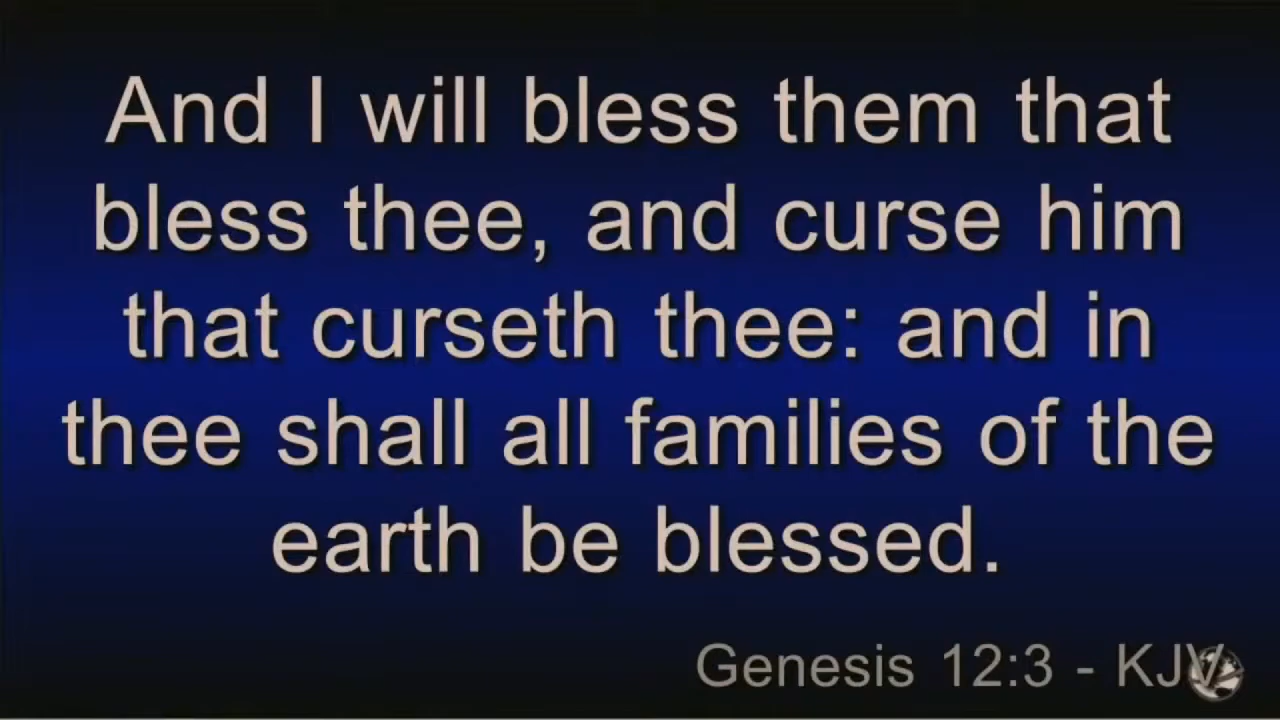 And I will bless them that
bless thee, and curse him
that curseth thee: and in
thee shall all families of the
earth be blessed.
Genesis 12:3 - KJV